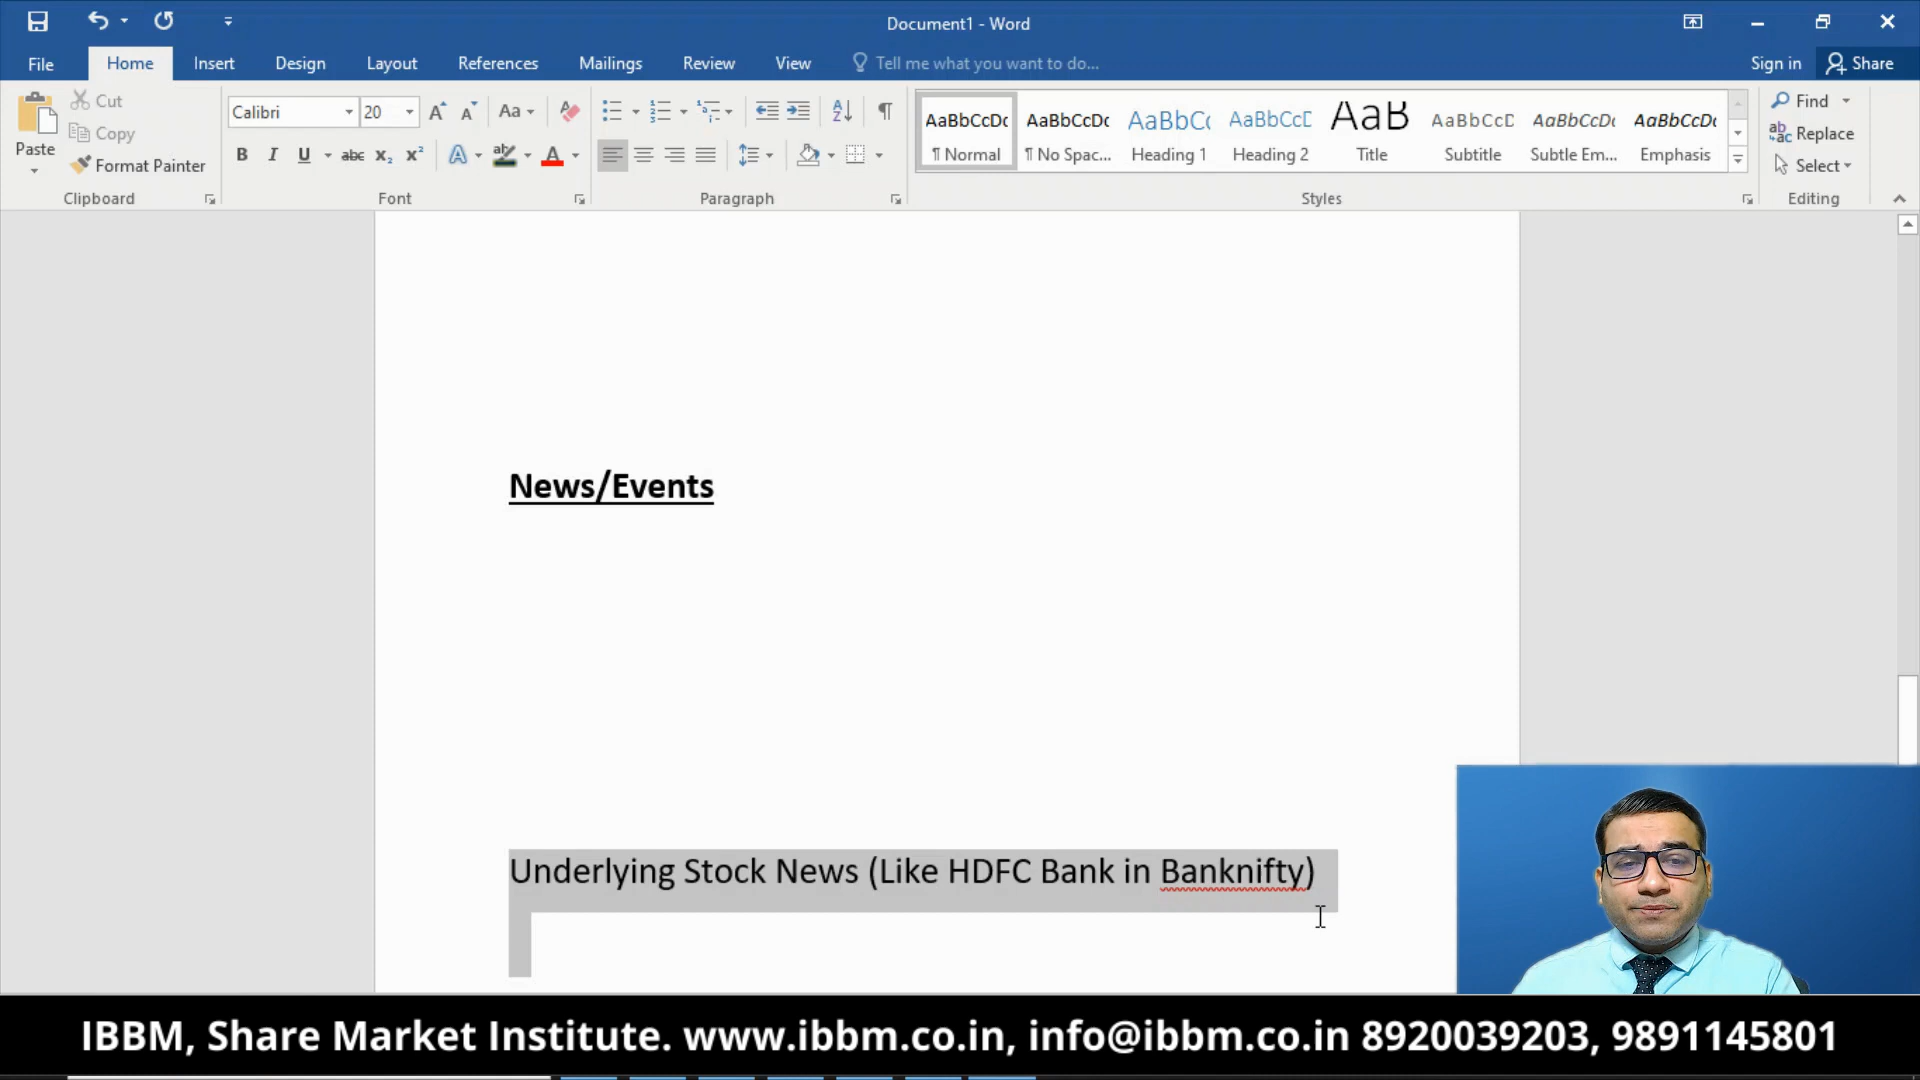 Document1 - Word
File Home Insert Design Layout References Mailings Review View Tell me what you want to do... Sign in Share
Paste
Cut
Copy
Format Painter
Clipboard
Calibri 20
Font
Paragraph
AaBbCcDc AaBbCcDc AaBbC AaBbCcD AaB AaBbCcD AaBbCcDc AaBbCcDc
¶ Normal ¶ No Spac... Heading 1 Heading 2 Title Subtitle Subtle Em... Emphasis
Styles
Find
Replace
Select
Editing
News/Events
Underlying Stock News (Like HDFC Bank in Banknifty)
IBBM, Share Market Institute. www.ibbm.co.in, info@ibbm.co.in 8920039203, 9891145801